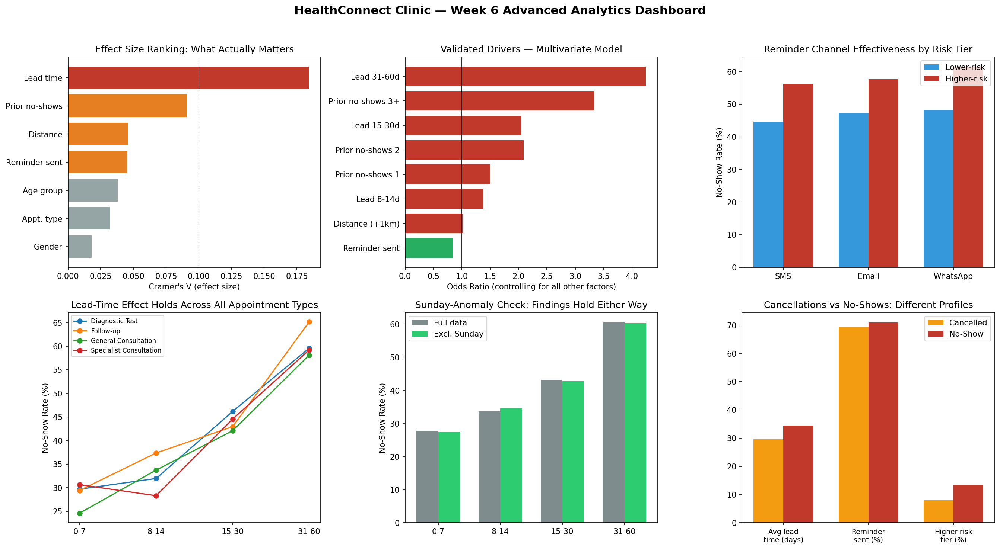 HealthConnect Clinic — Week 6 Advanced Analytics Dashboard
Effect Size Ranking: What Actually Matters
Lead time
Prior no-shows
Distance
Reminder sent
Age group
Appt. type
Gender
0.000 0.025 0.050 0.075 0.100 0.125 0.150 0.175
Cramer's V (effect size)
Validated Drivers — Multivariate Model
Lead 31-60d
Prior no-shows 3+
Lead 15-30d
Prior no-shows 2
Prior no-shows 1
Lead 8-14d
Distance (+1km)
Reminder sent
0.0 0.5 1.0 1.5 2.0 2.5 3.0 3.5 4.0
Odds Ratio (controlling for all other factors)
Reminder Channel Effectiveness by Risk Tier
Lower-risk
Higher-risk
No-Show Rate (%)
60
50
40
30
20
10
0
SMS Email WhatsApp
Lead-Time Effect Holds Across All Appointment Types
Diagnostic Test
Follow-up
General Consultation
Specialist Consultation
No-Show Rate (%)
65
60
55
50
45
40
35
30
25
0-7 8-14 15-30 31-60
Sunday-Anomaly Check: Findings Hold Either Way
Full data
Excl. Sunday
No-Show Rate (%)
60
50
40
30
20
10
0
0-7 8-14 15-30 31-60
Cancellations vs No-Shows: Different Profiles
Cancelled
No-Show
70
60
50
40
30
20
10
0
Avg lead
time (days)
Reminder
sent (%)
Higher-risk
tier (%)